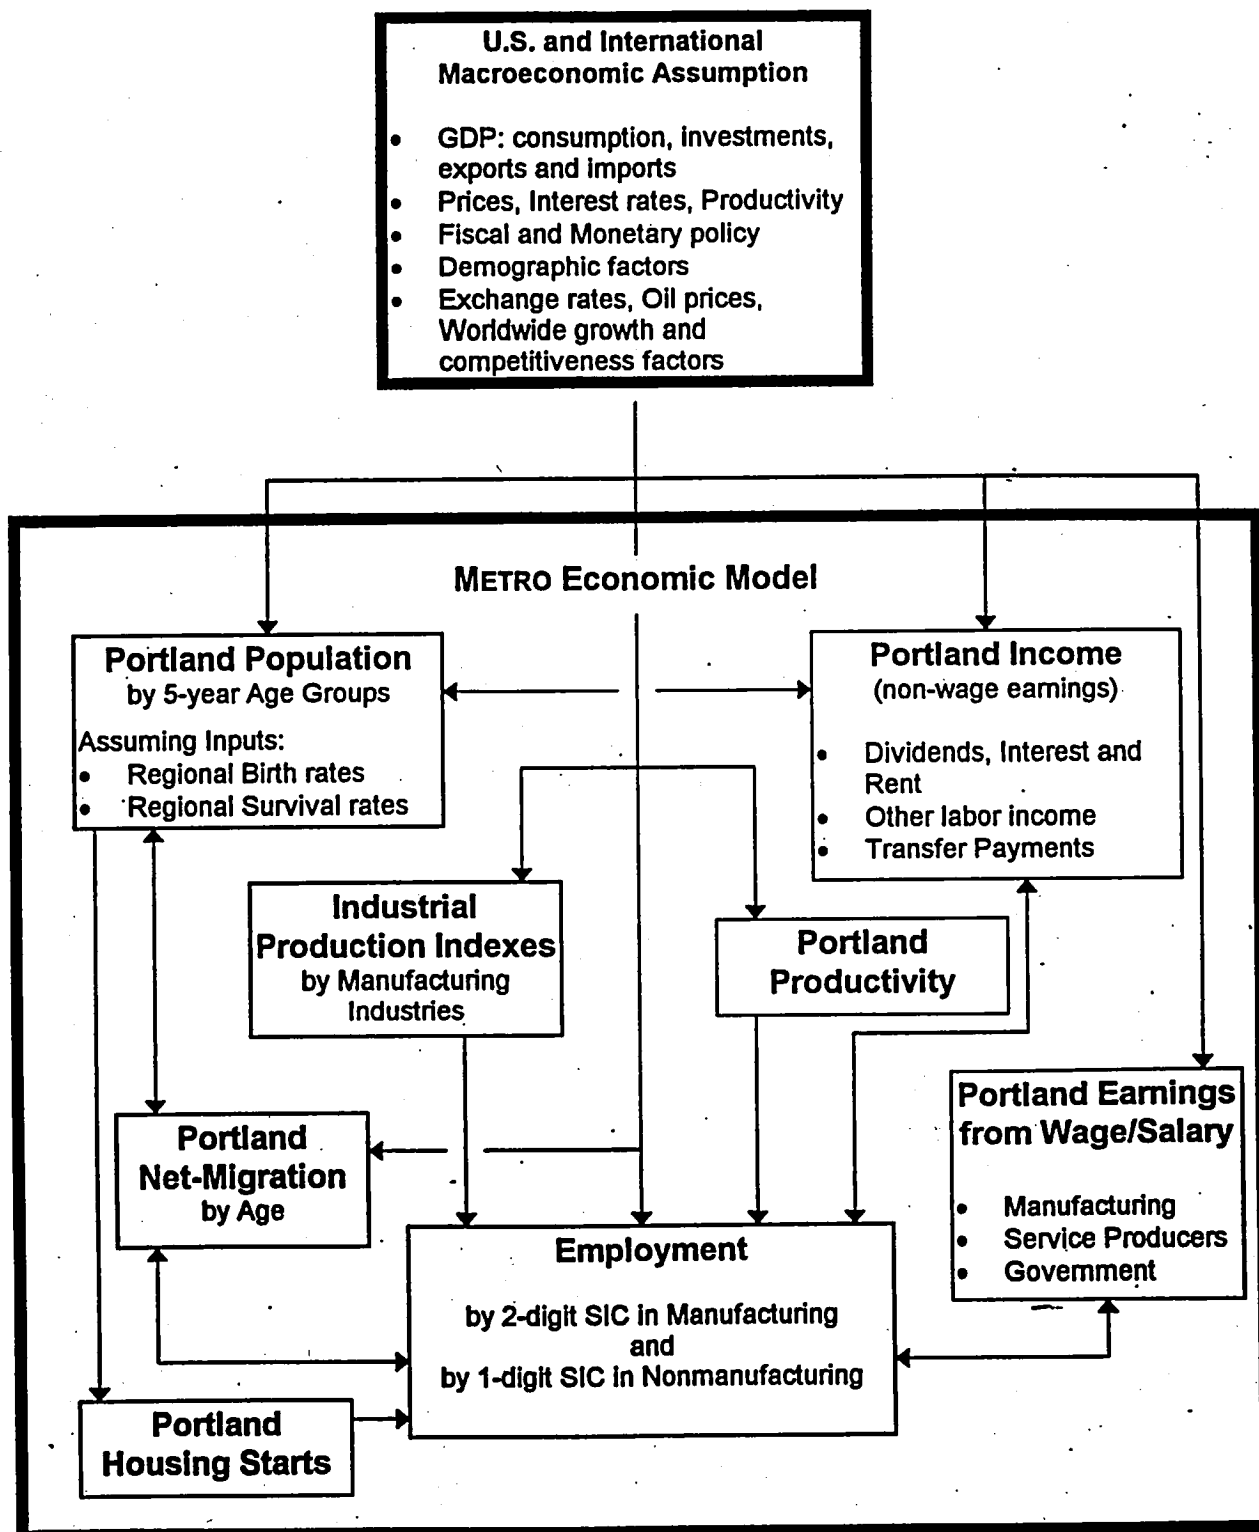 U.S. and International
Macroeconomic Assumption
• GDP: consumption, investments,
exports and imports
• Prices, Interest rates, Productivity
• Fiscal and Monetary policy
• Demographic factors
• Exchange rates, Oil prices,
Worldwide growth and
competitiveness factors
METRO Economic Model
Portland Population
by 5-year Age Groups
Assuming Inputs:
• Regional Birth rates
• Regional Survival rates
Portland Income
(non-wage earnings)
• Dividends, Interest and
Rent
• Other labor income
• Transfer Payments
Industrial
Production Indexes
by Manufacturing
Industries
Portland
Productivity
Portland Earnings
from Wage/Salary
• Manufacturing
• Service Producers
• Government
Portland
Net-Migration
by Age
Employment
by 2-digit SIC in Manufacturing
and
by 1-digit SIC in Nonmanufacturing
Portland
Housing Starts